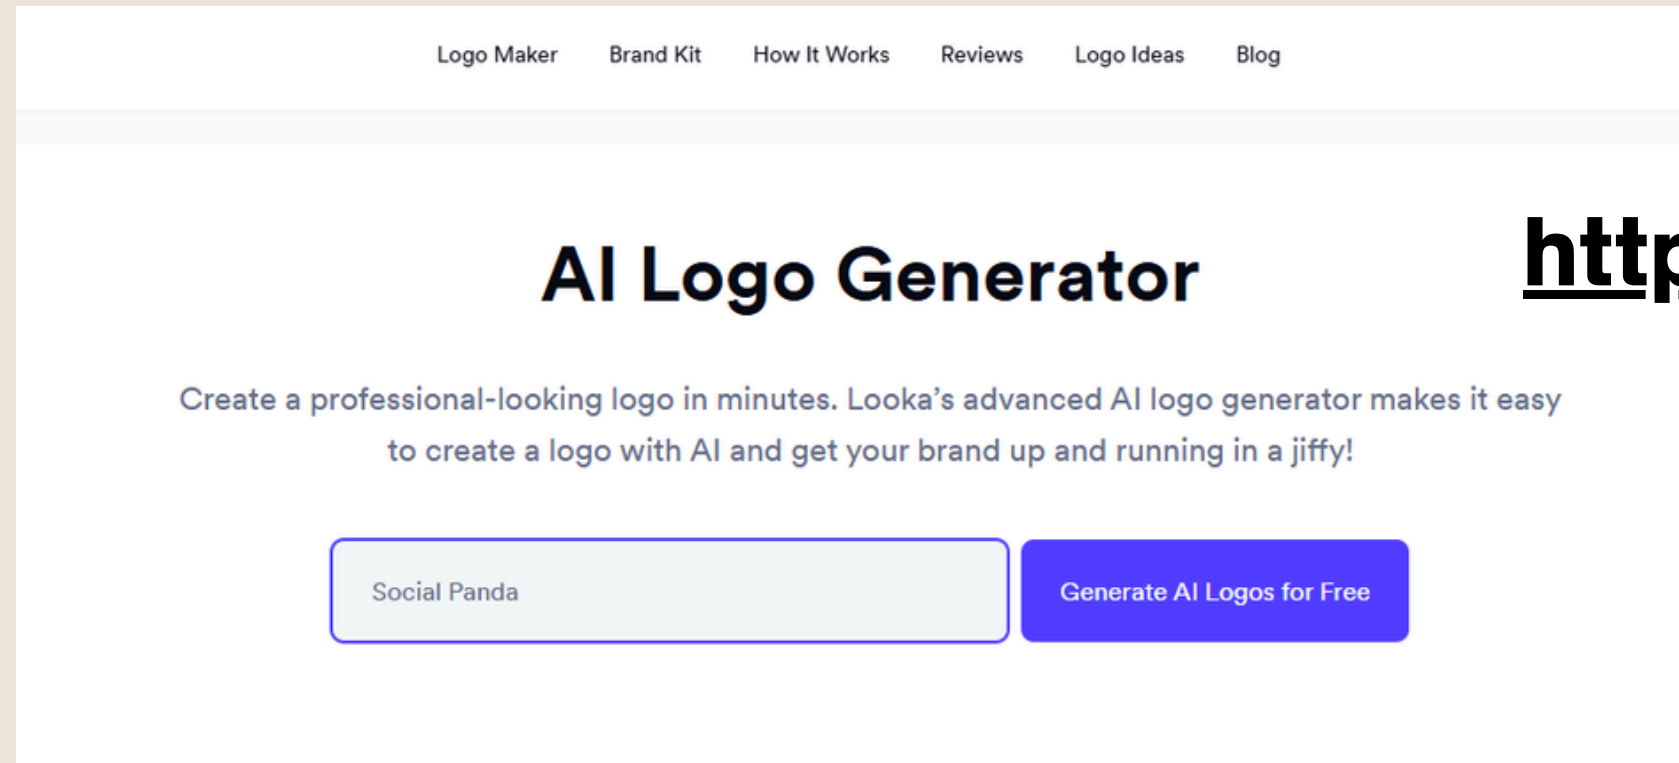 Logo Maker Brand Kit How It Works Reviews Logo Ideas Blog
AI Logo Generator
http
Create a professional-looking logo in minutes. Looka’s advanced AI logo generator makes it easy
to create a logo with AI and get your brand up and running in a jiffy!
Social Panda
Generate AI Logos for Free